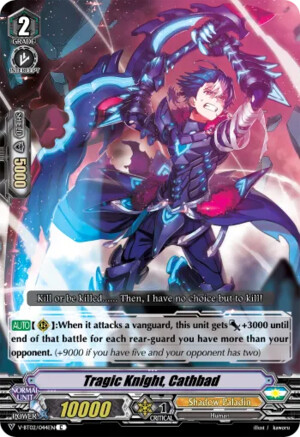 2
GRADE
INTERCEPT
SHIELD
5000
Kill or be killed...... Then, I have no choice but to kill!
AUTO [ ]:When it attacks a vanguard, this unit gets +3000 until
end of that battle for each rear-guard you have more than your
opponent. (+9000 if you have five and your opponent has two)
Tragic Knight, Cathbad
NORMAL
UNIT
POWER
10000
1
CRITICAL
Shadow Paladin
Human
V-BT02/044EN C
illust / kaworu